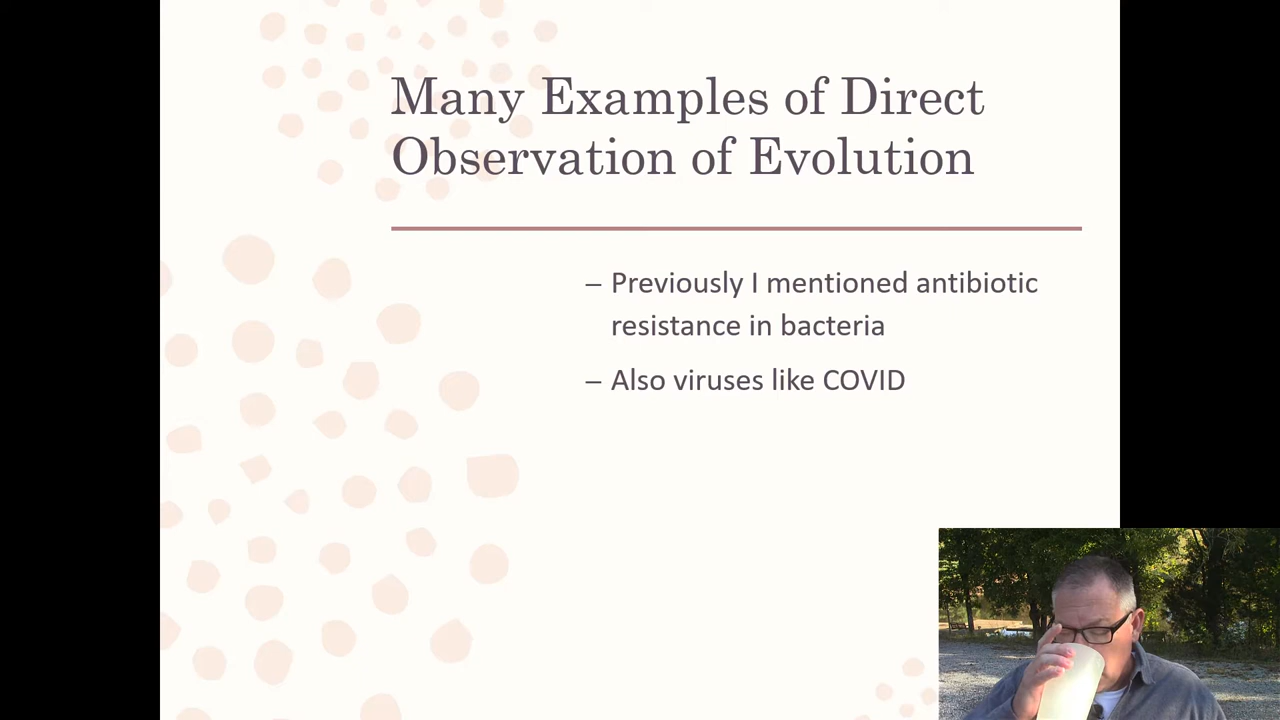 Many Examples of Direct
Observation of Evolution
– Previously I mentioned antibiotic
resistance in bacteria
– Also viruses like COVID